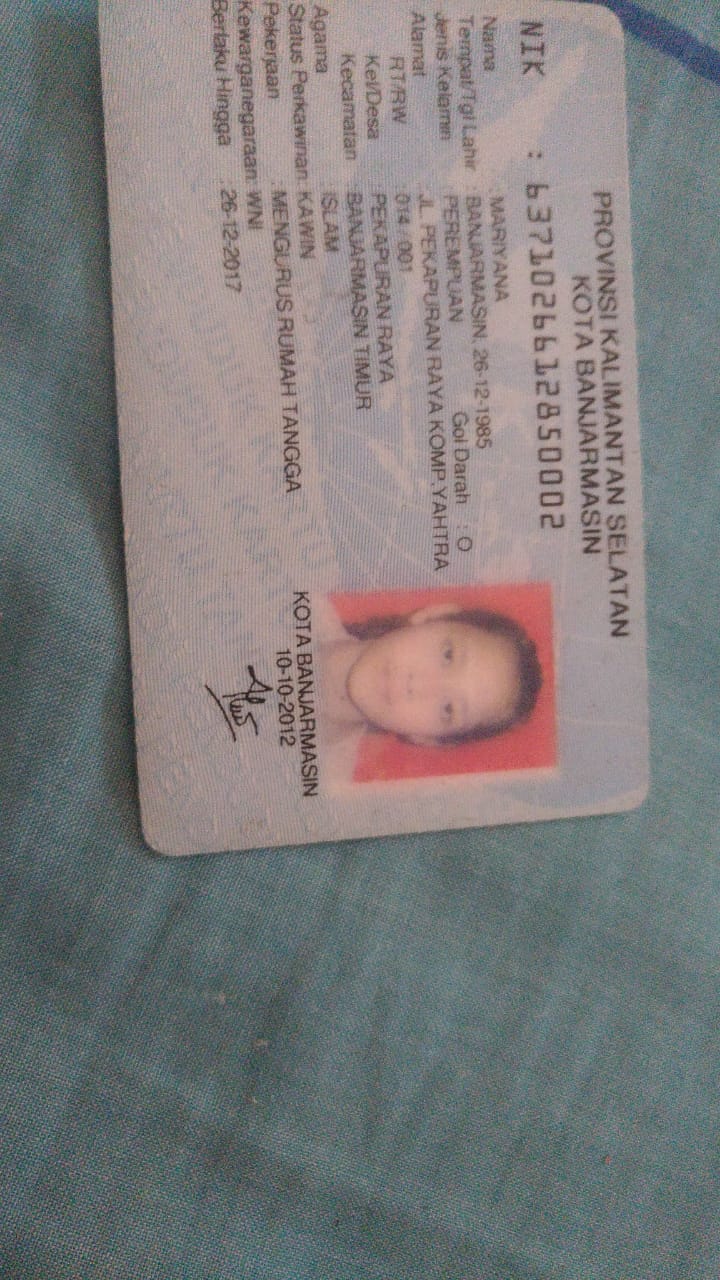 PROVINSI KALIMANTAN SELATAN
KOTA BANJARMASIN
NIK : 6371026612850002
Nama : MARIYANA
Tempat/Tgl Lahir : BANJARMASIN, 26-12-1985
Jenis Kelamin : PEREMPUAN Gol Darah : O
Alamat : JL. PEKAPURAN RAYA KOMP.YAHTRA
RT/RW : 014 / 001
Kel/Desa : PEKAPURAN RAYA
Kecamatan : BANJARMASIN TIMUR
Agama : ISLAM
Status Perkawinan: KAWIN
Pekerjaan : MENGURUS RUMAH TANGGA
Kewarganegaraan: WNI
Berlaku Hingga : 26-12-2017
KOTA BANJARMASIN
10-10-2012